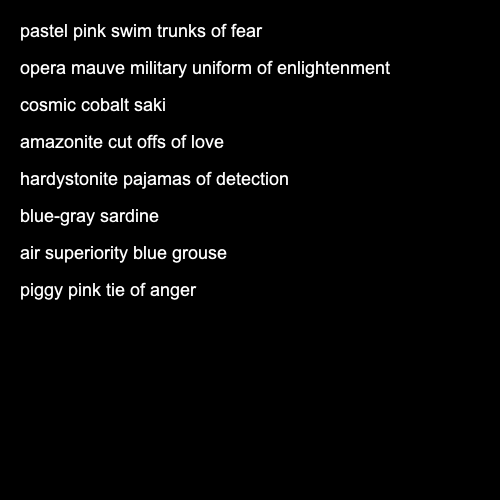 pastel pink swim trunks of fear
opera mauve military uniform of enlightenment
cosmic cobalt saki
amazonite cut offs of love
hardystonite pajamas of detection
blue-gray sardine
air superiority blue grouse
piggy pink tie of anger